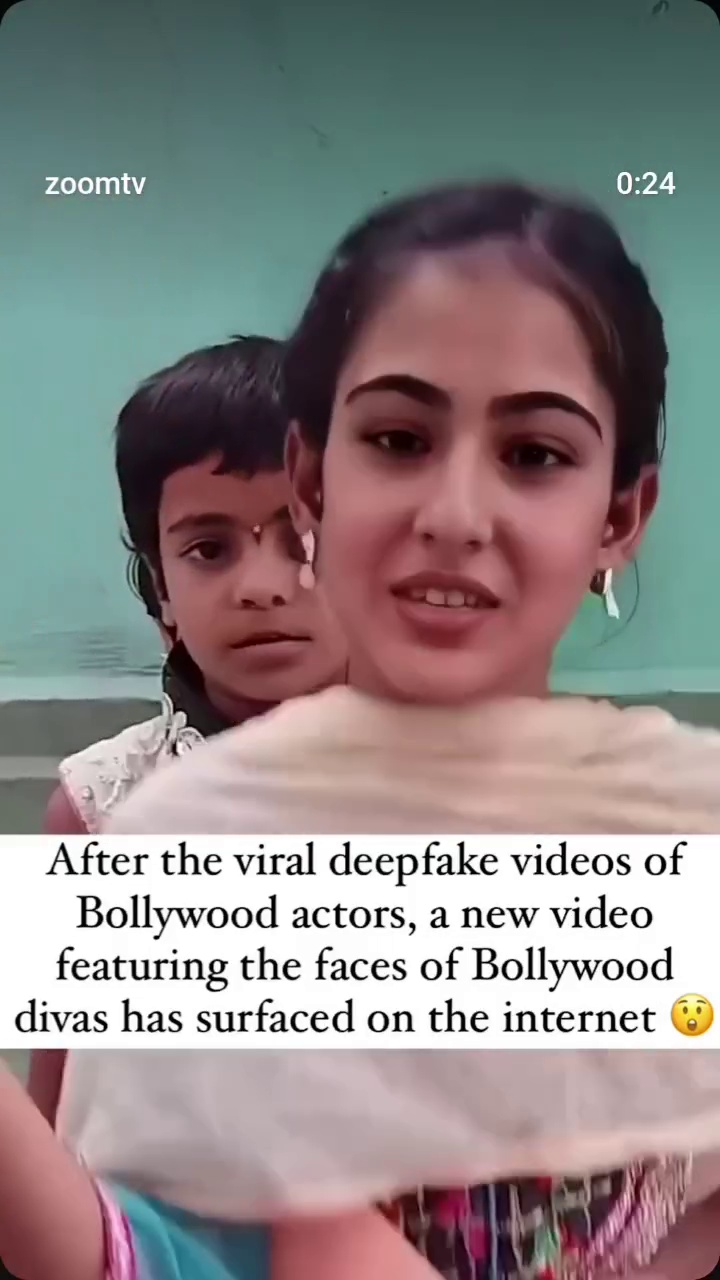 zoomtv
0:24
After the viral deepfake videos of
Bollywood actors, a new video
featuring the faces of Bollywood
divas has surfaced on the internet 😲